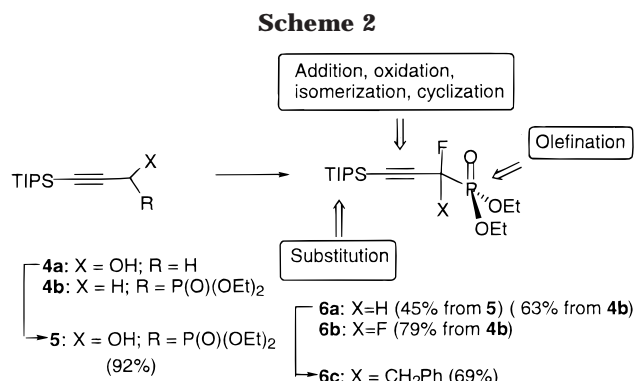 Scheme 2
Addition, oxidation,
isomerization, cyclization
Olefination
X
TIPS
R
F
O
TIPS
P
X
OEt
OEt
Substitution
4a: X = OH; R = H
4b: X = H; R = P(O)(OEt)2
5: X = OH; R = P(O)(OEt)2
(92%)
6a: X=H (45% from 5) ( 63% from 4b)
6b: X=F (79% from 4b)
6c: X = CH2Ph (69%)